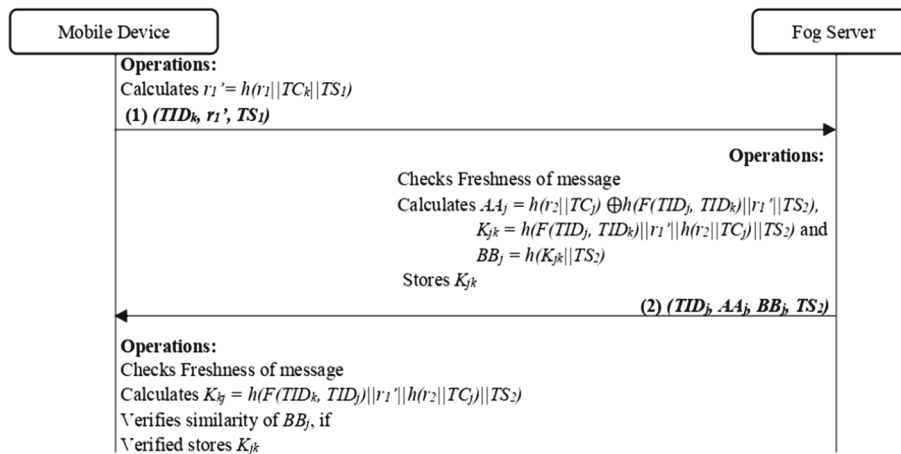 Mobile Device
Fog Server
Operations:
Calculates r₁'= h(r₁||TCₖ||TS₁)
(1) (TIDₖ, r₁', TS₁)
Operations:
Checks Freshness of message
Calculates AAⱼ = h(r₂||TCⱼ) ⊕h(F(TIDⱼ, TIDₖ)||r₁'||TS₂),
Kⱼₖ = h(F(TIDⱼ, TIDₖ)||r₁'||h(r₂||TCⱼ)||TS₂) and
BBⱼ = h(Kⱼₖ||TS₂)
Stores Kⱼₖ
(2) (TIDⱼ, AAⱼ, BBⱼ, TS₂)
Operations:
Checks Freshness of message
Calculates Kₖⱼ = h(F(TIDₖ, TIDⱼ)||r₁'||h(r₂||TCⱼ)||TS₂)
Verifies similarity of BBⱼ, if
Verified stores Kⱼₖ